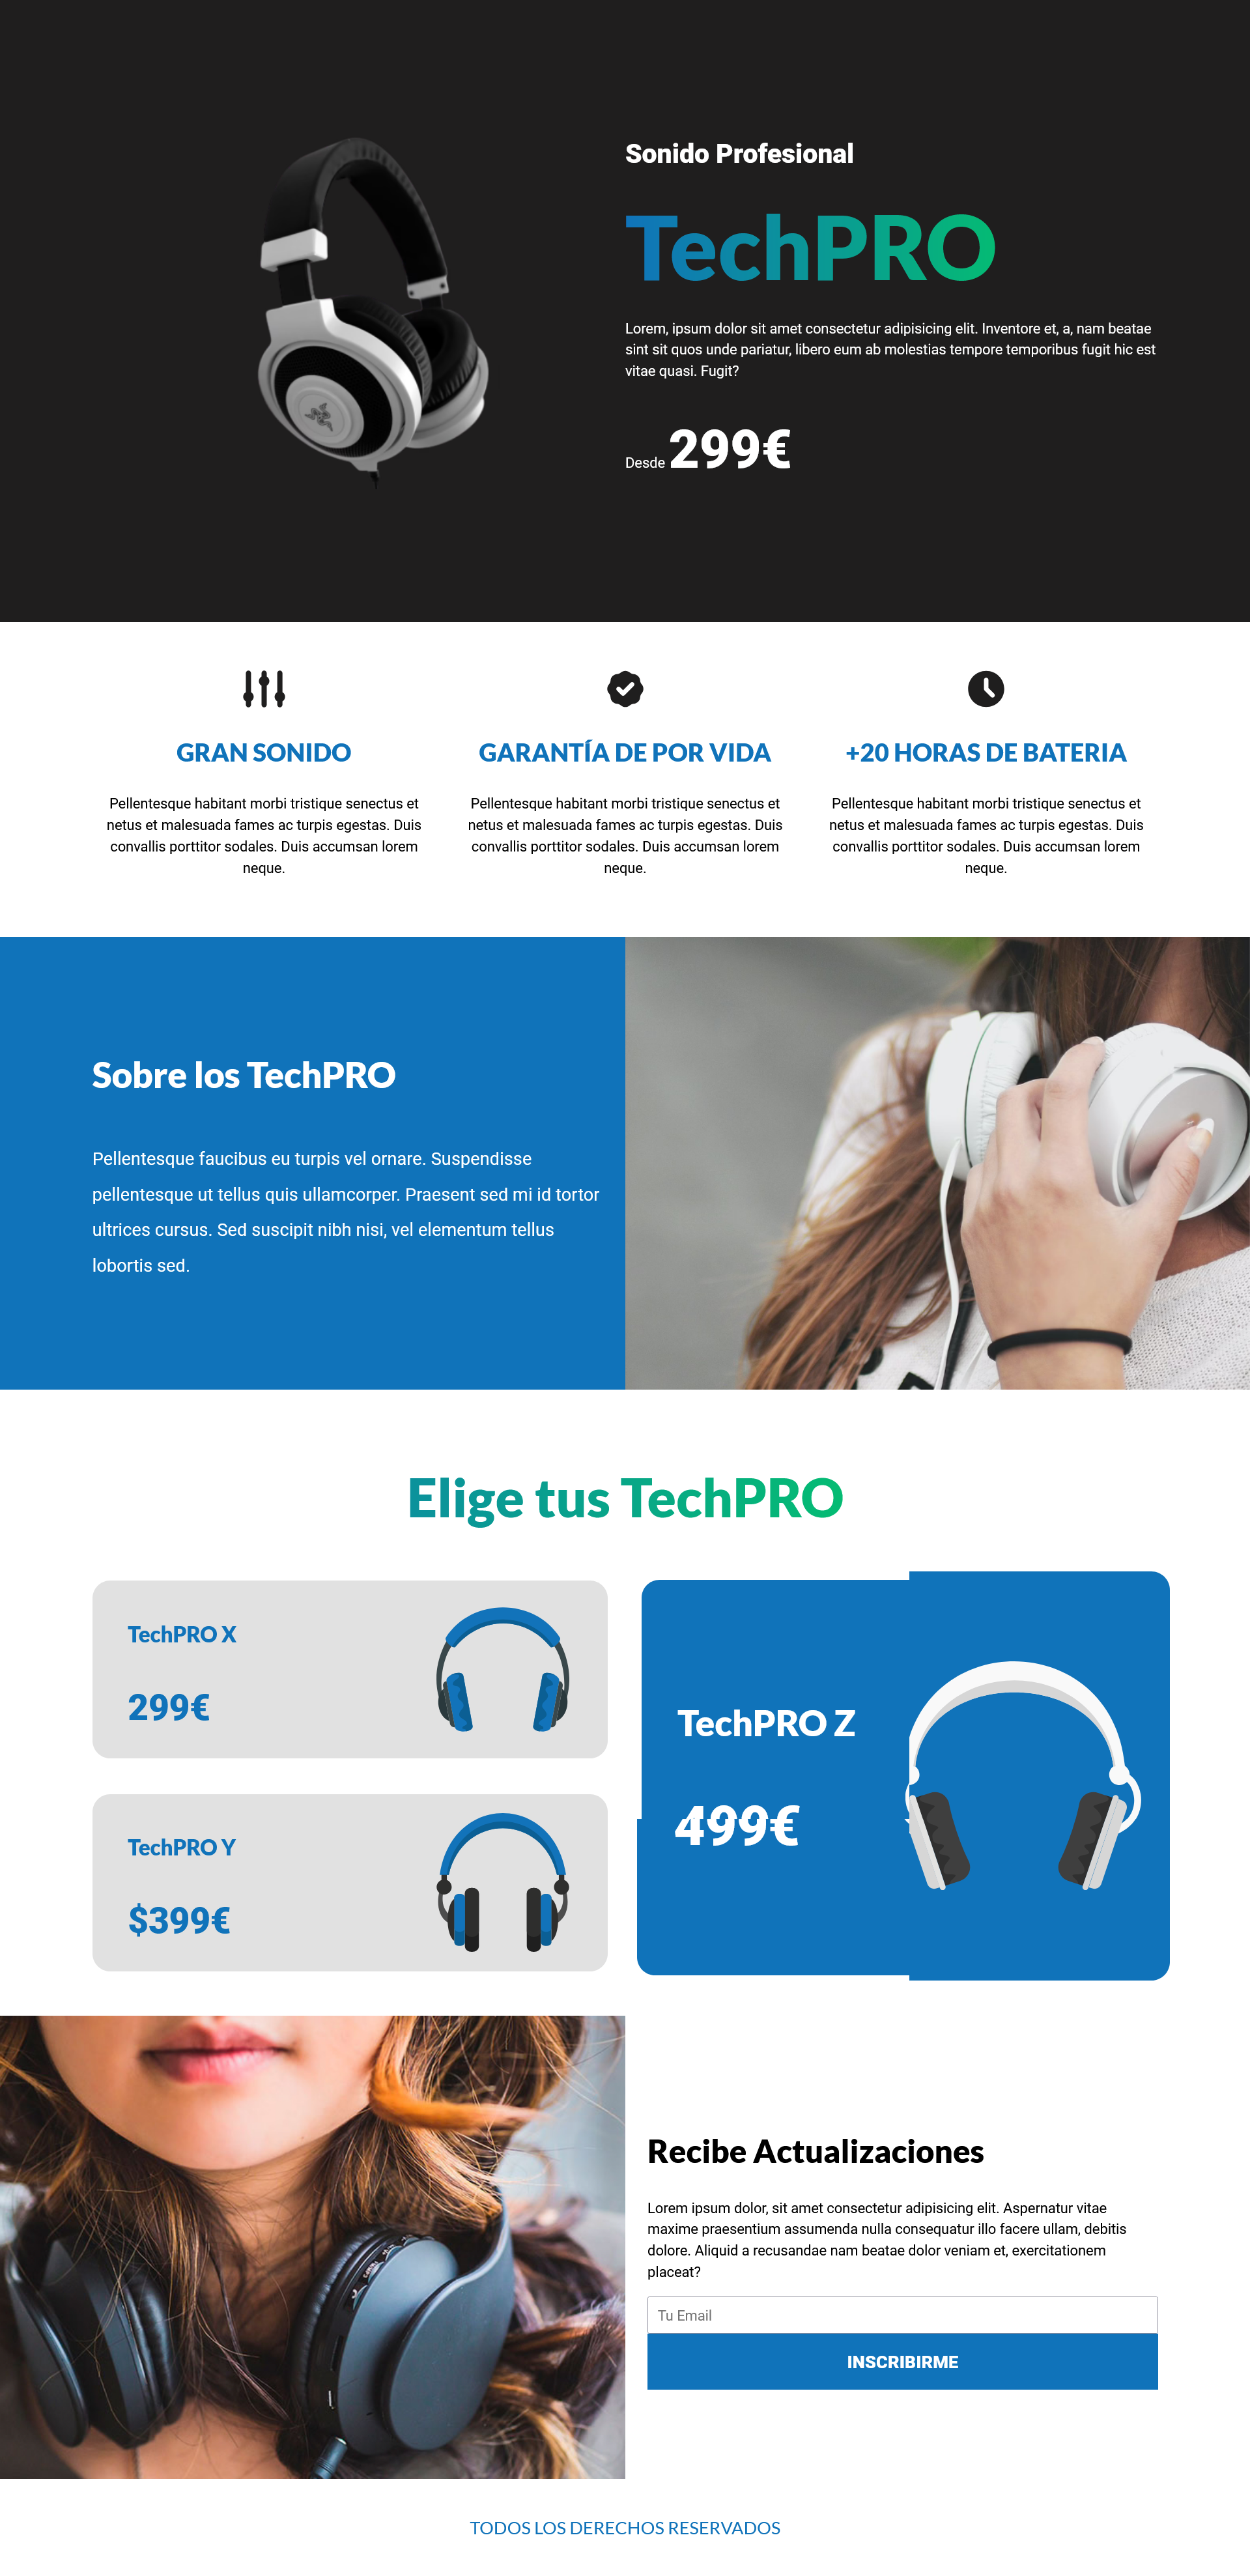 Sonido Profesional
TechPRO
Lorem, ipsum dolor sit amet consectetur adipisicing elit. Inventore et, a, nam beatae
sint sit quos unde pariatur, libero eum ab molestias tempore temporibus fugit hic est
vitae quasi. Fugit?
Desde 299€
GRAN SONIDO
Pellentesque habitant morbi tristique senectus et
netus et malesuada fames ac turpis egestas. Duis
convallis porttitor sodales. Duis accumsan lorem
neque.
GARANTÍA DE POR VIDA
Pellentesque habitant morbi tristique senectus et
netus et malesuada fames ac turpis egestas. Duis
convallis porttitor sodales. Duis accumsan lorem
neque.
+20 HORAS DE BATERIA
Pellentesque habitant morbi tristique senectus et
netus et malesuada fames ac turpis egestas. Duis
convallis porttitor sodales. Duis accumsan lorem
neque.
Sobre los TechPRO
Pellentesque faucibus eu turpis vel ornare. Suspendisse
pellentesque ut tellus quis ullamcorper. Praesent sed mi id tortor
ultrices cursus. Sed suscipit nibh nisi, vel elementum tellus
lobortis sed.
Elige tus TechPRO
TechPRO X
299€
TechPRO Y
$399€
TechPRO Z
499€
Recibe Actualizaciones
Lorem ipsum dolor, sit amet consectetur adipisicing elit. Aspernatur vitae
maxime praesentium assumenda nulla consequatur illo facere ullam, debitis
dolore. Aliquid a recusandae nam beatae dolor veniam et, exercitationem
placeat?
Tu Email
INSCRIBIRME
TODOS LOS DERECHOS RESERVADOS